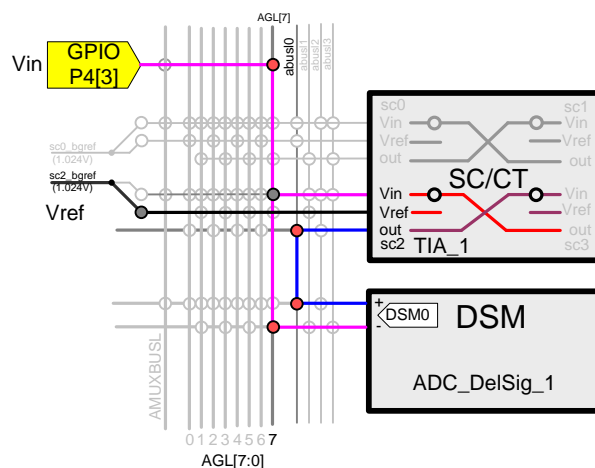 AGL[7]
GPIO
P4[3]
Vin
abusl0
abusl1
abusl2
abusl3
sc0
sc1
Vin
Vin
Vref
Vref
out
out
sc0_bgref
(1.024V)
sc2_bgref
(1.024V)
Vref
SC/CT
Vin
Vin
Vref
Vref
out
out
sc2
TIA_1
sc3
+
DSM0
-
DSM
ADC_DelSig_1
AMUXBUSL
0 1 2 3 4 5 6 7
AGL[7:0]